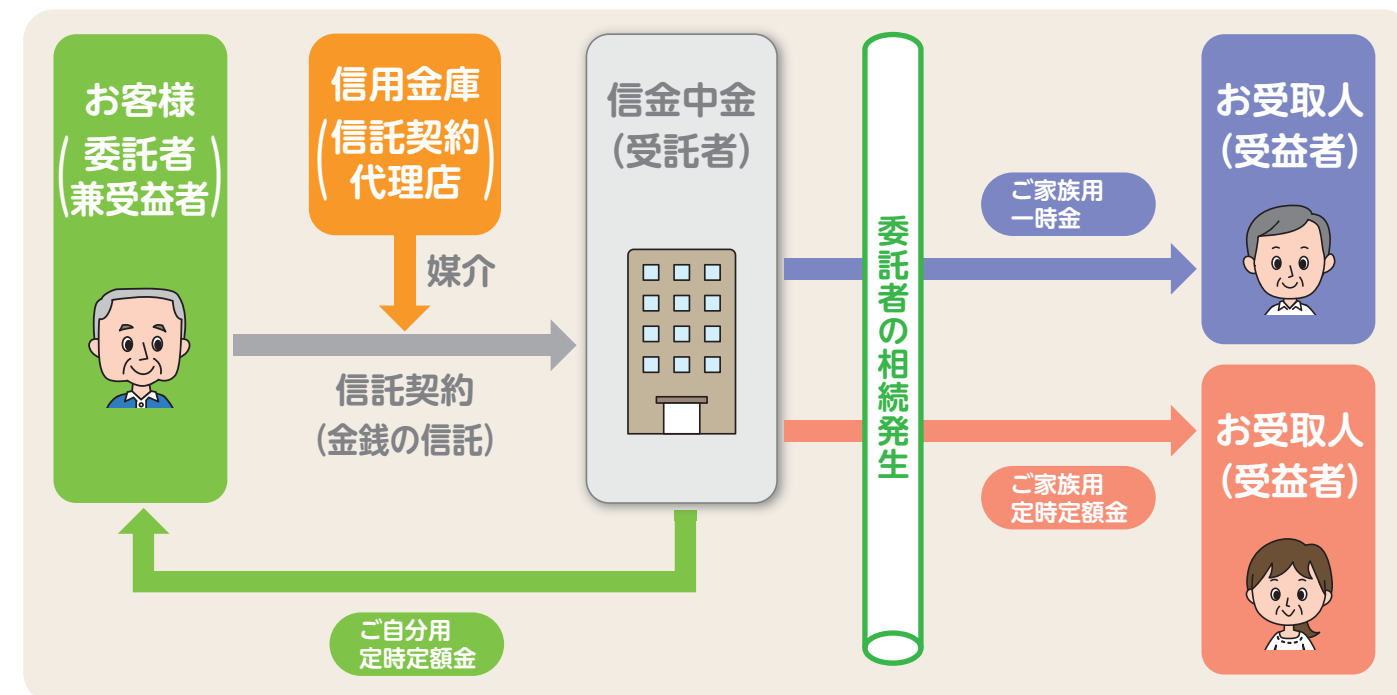 お客様
(委託者
兼受益者)
信用金庫
(信託契約
代理店)
媒介
信託契約
(金銭の信託)
信金中金
(受託者)
委託者の相続発生
ご家族用
一時金
お受取人
(受益者)
ご家族用
定時定額金
お受取人
(受益者)
ご自分用
定時定額金